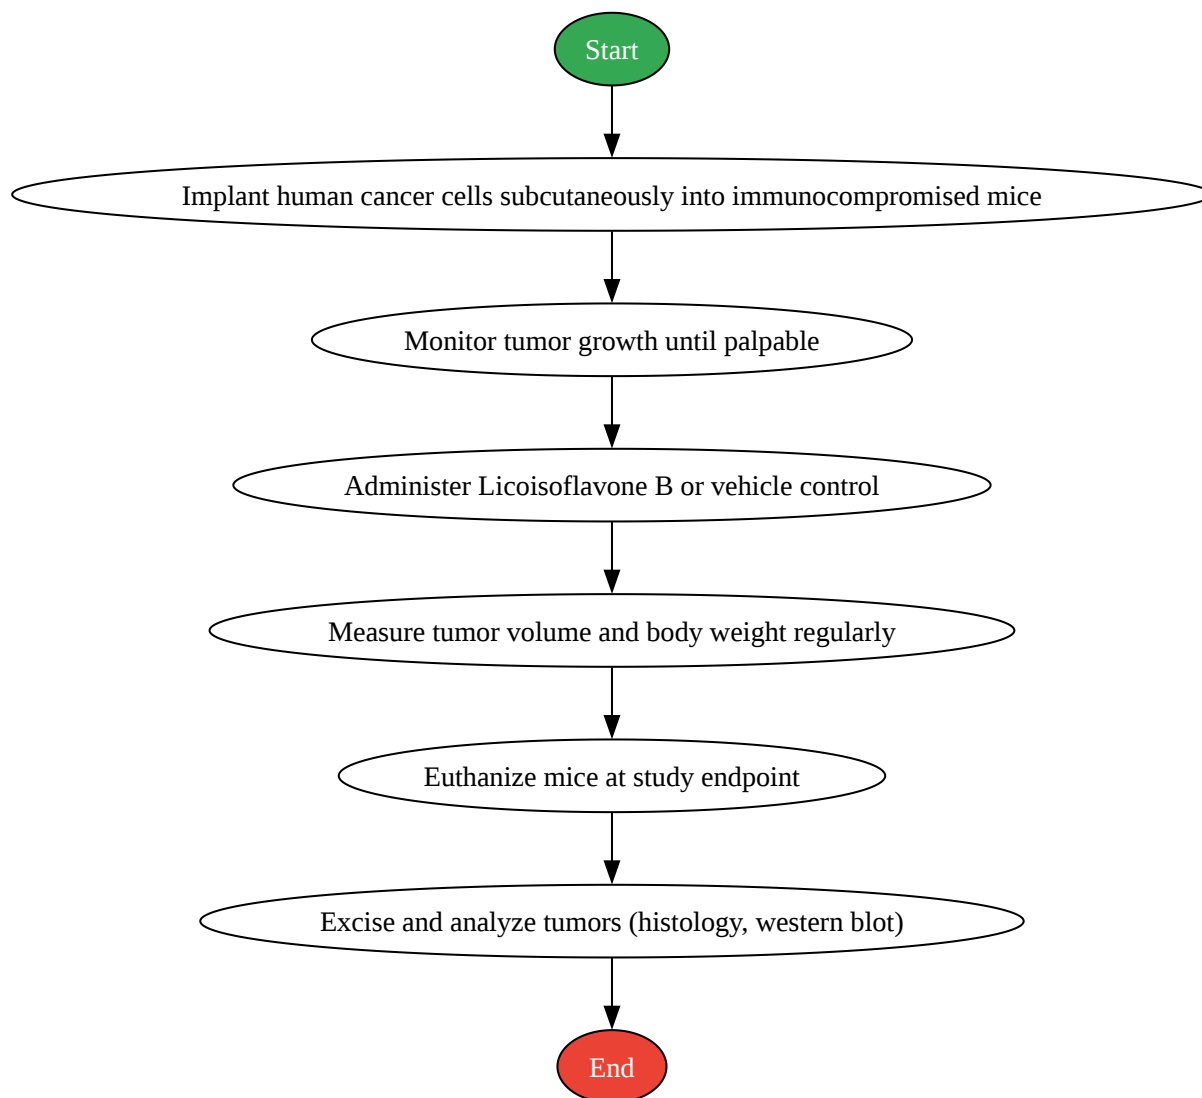 Start
Implant human cancer cells subcutaneously into immunocompromised mice
Monitor tumor growth until palpable
Administer Licoisoflavone B or vehicle control
Measure tumor volume and body weight regularly
Euthanize mice at study endpoint
Excise and analyze tumors (histology, western blot)
End